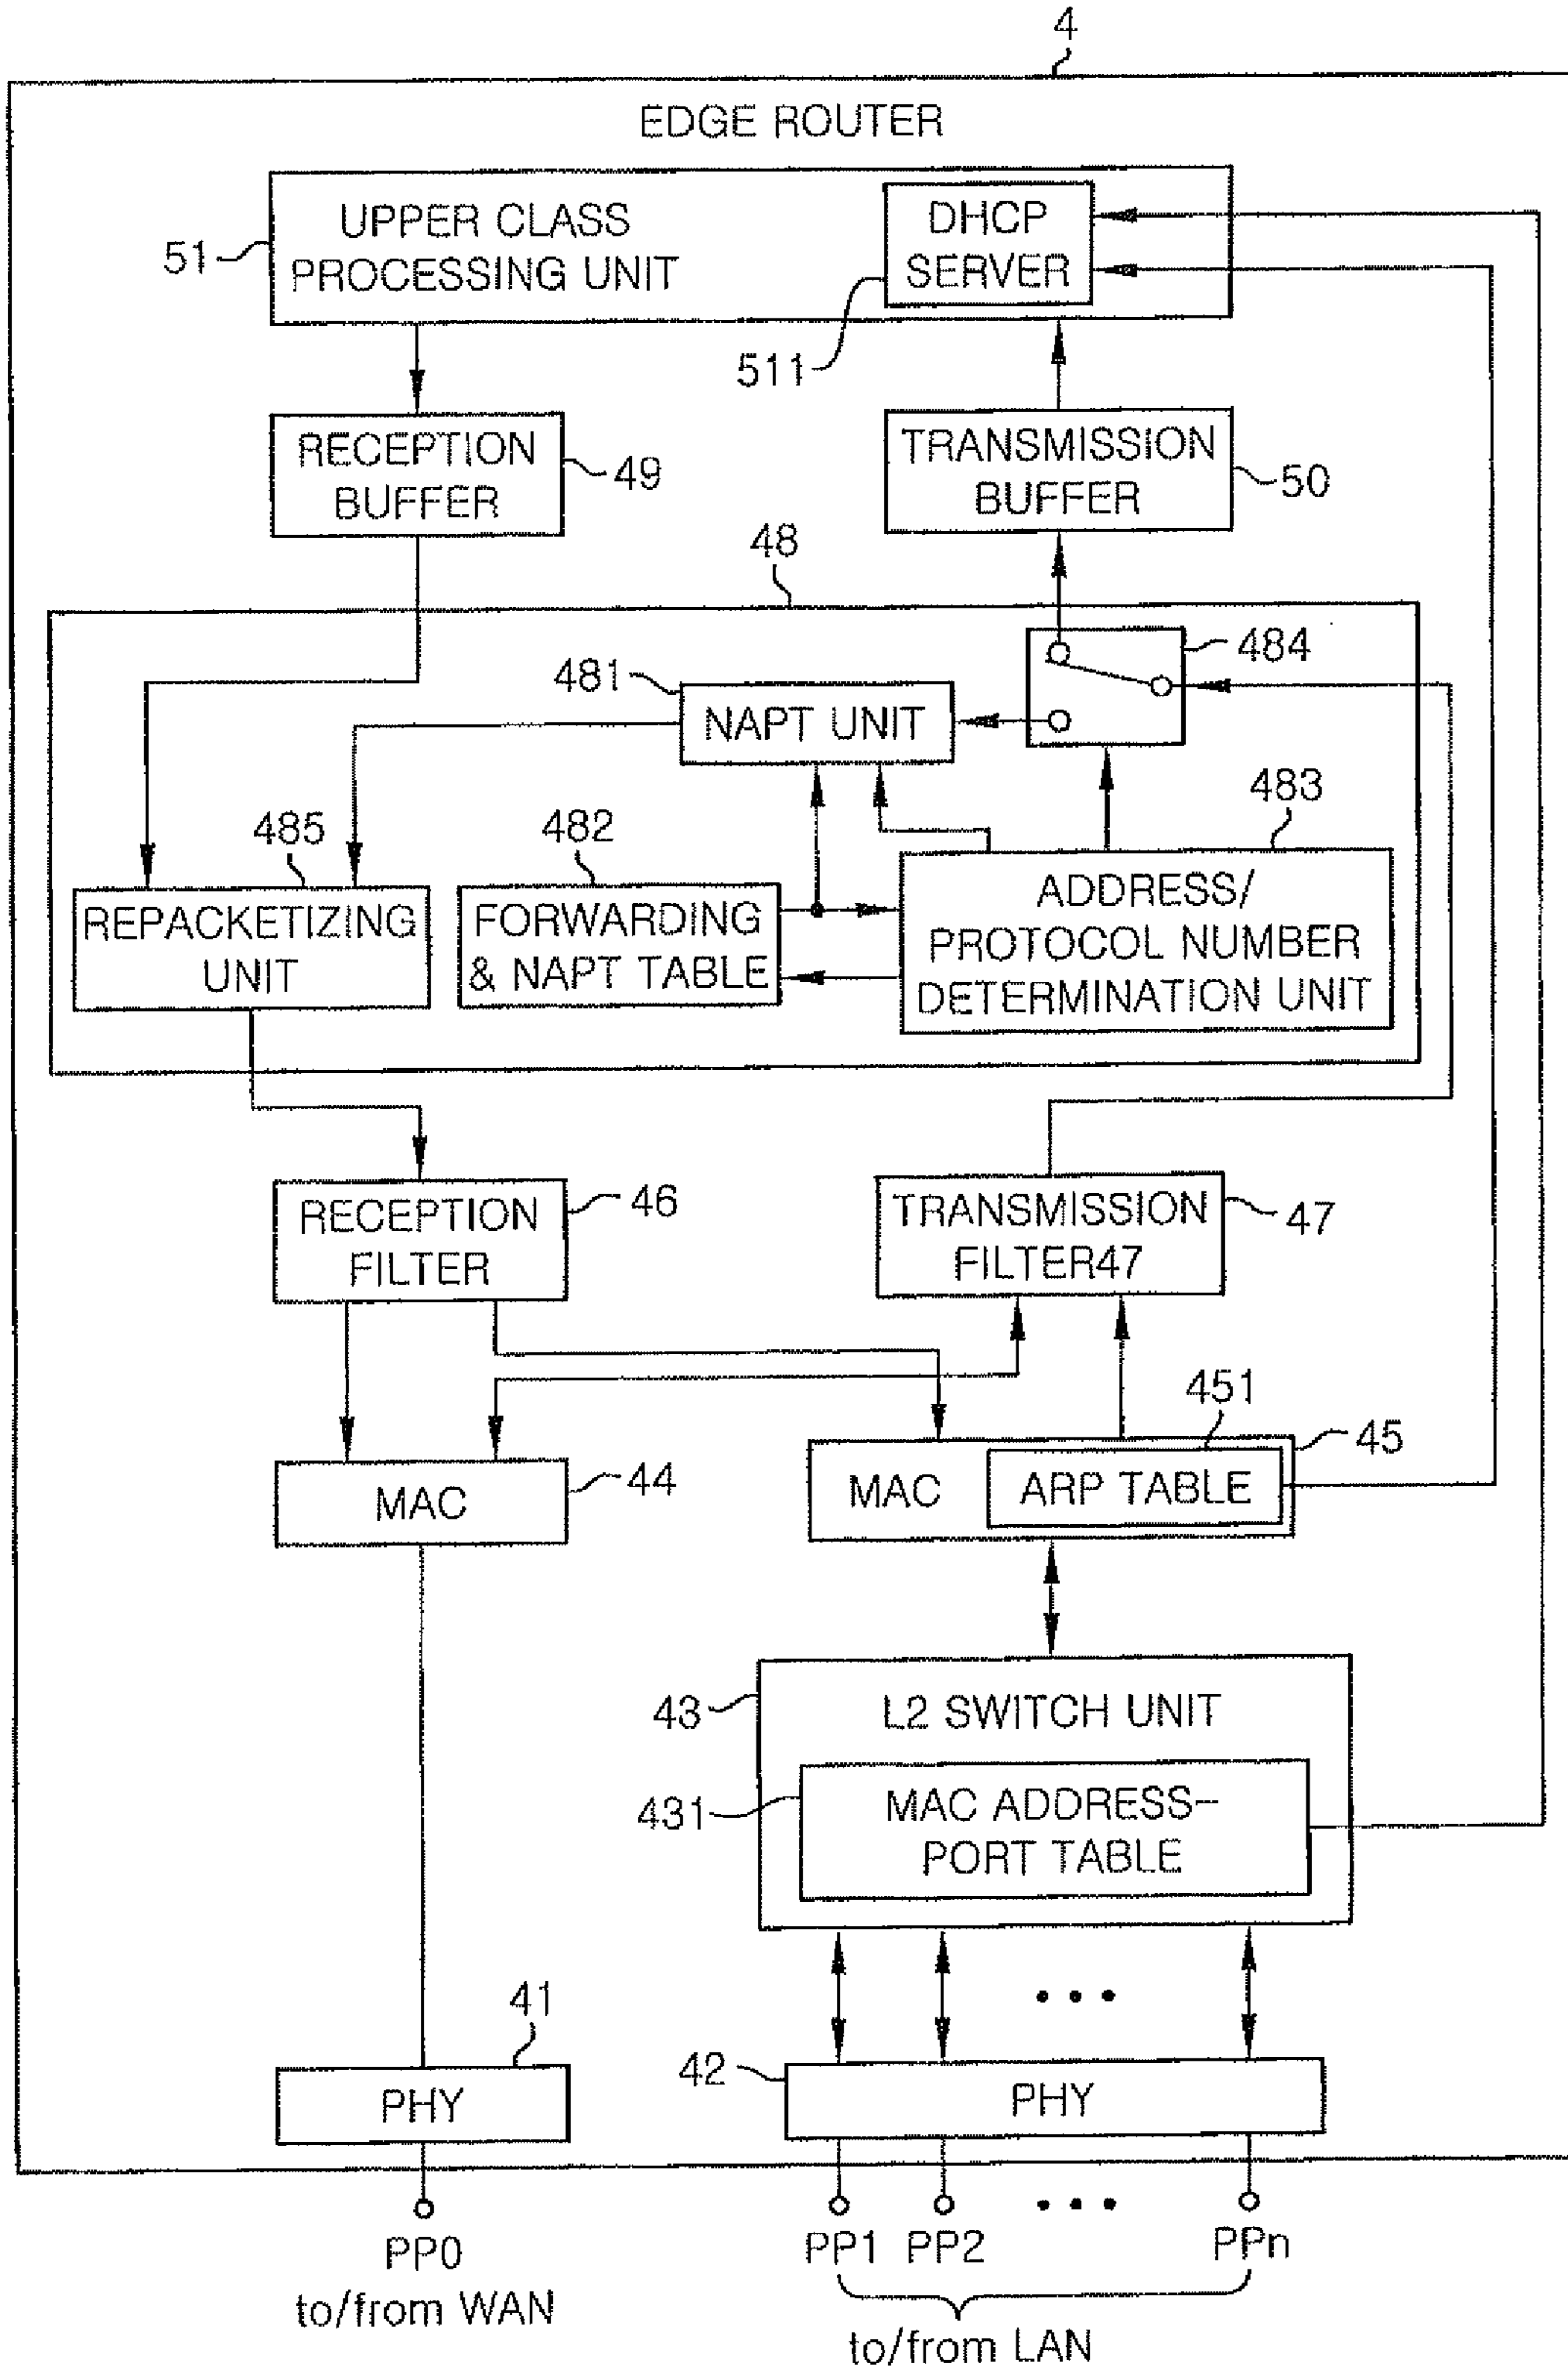 4
EDGE ROUTER
UPPER CLASS
PROCESSING UNIT
51
DHCP
SERVER
511
RECEPTION
BUFFER
49
TRANSMISSION
BUFFER
50
48
484
481
NAPT UNIT
483
485
482
REPACKETIZING
UNIT
FORWARDING
& NAPT TABLE
ADDRESS/
PROTOCOL NUMBER
DETERMINATION UNIT
RECEPTION
FILTER
46
TRANSMISSION
FILTER47
47
451
45
MAC
44
MAC
ARP TABLE
43
L2 SWITCH UNIT
431
MAC ADDRESS-
PORT TABLE
41
PHY
42
PHY
PP0
to/from WAN
PP1 PP2 PPn
to/from LAN